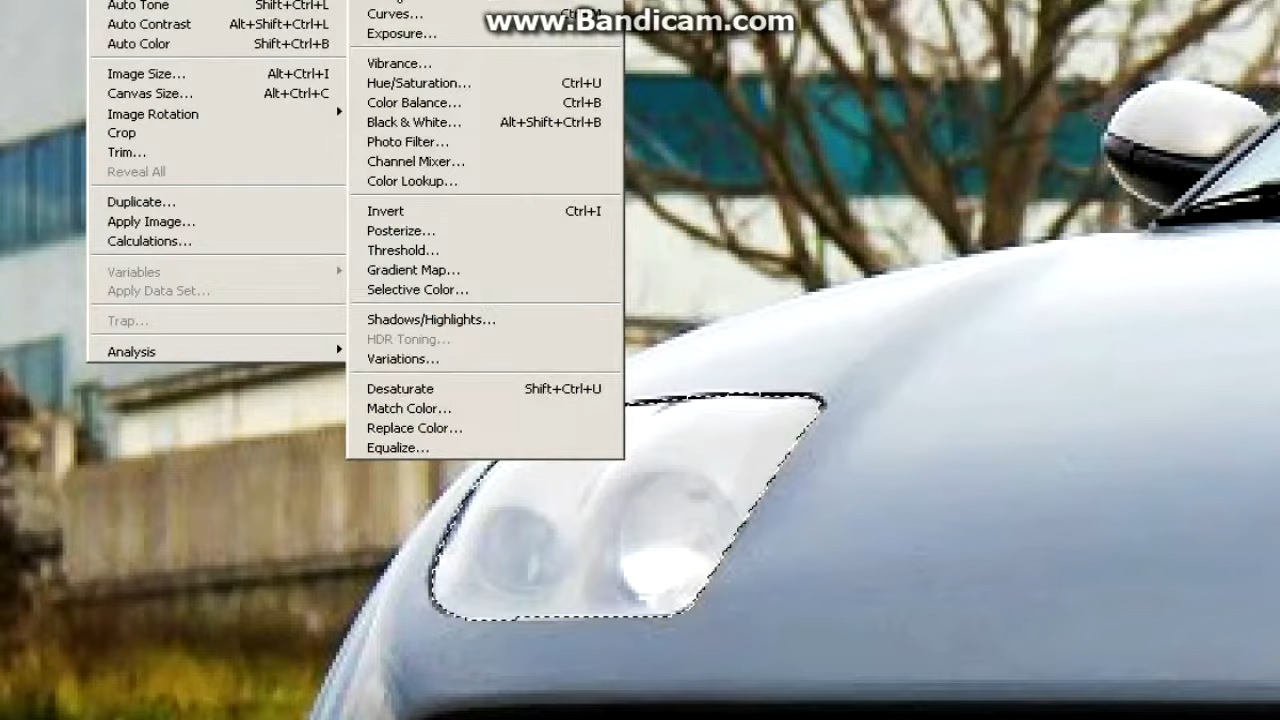 www.Bandicam.com
Auto Tone Shift+Ctrl+L
Auto Contrast Alt+Shift+Ctrl+L
Auto Color Shift+Ctrl+B
Image Size... Alt+Ctrl+I
Canvas Size... Alt+Ctrl+C
Image Rotation
Crop
Trim...
Reveal All
Duplicate...
Apply Image...
Calculations...
Variables
Apply Data Set...
Trap...
Analysis
Curves...
Exposure...
Vibrance...
Hue/Saturation... Ctrl+U
Color Balance... Ctrl+B
Black & White... Alt+Shift+Ctrl+B
Photo Filter...
Channel Mixer...
Color Lookup...
Invert Ctrl+I
Posterize...
Threshold...
Gradient Map...
Selective Color...
Shadows/Highlights...
HDR Toning...
Variations...
Desaturate Shift+Ctrl+U
Match Color...
Replace Color...
Equalize...